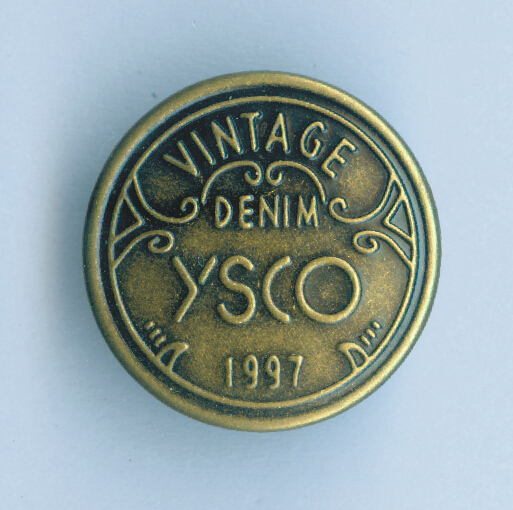 VINTAGE
DENIM
YSCO
1997